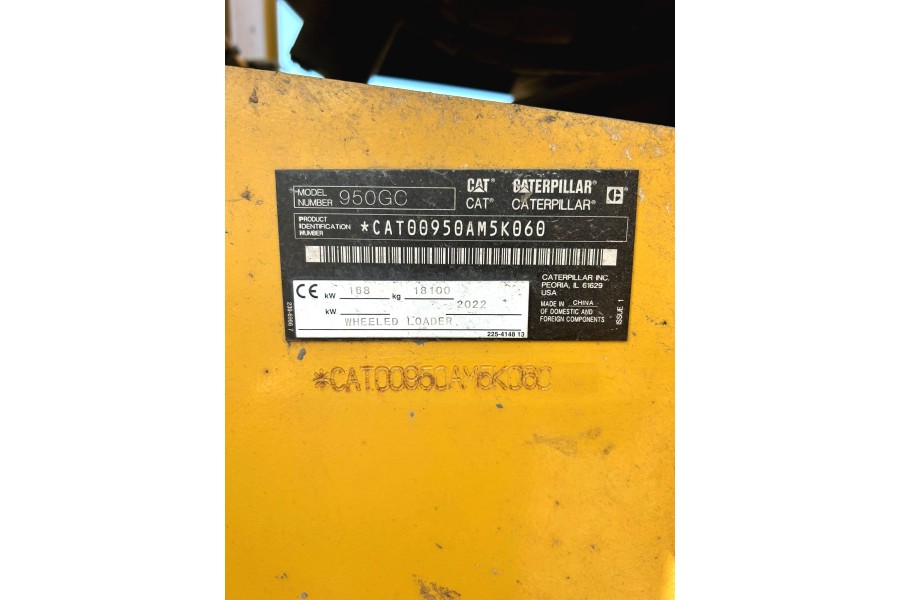 MODEL NUMBER 950GC
CAT® CATERPILLAR®
CAT® CATERPILLAR®
PRODUCT IDENTIFICATION NUMBER *CAT00950AM5K060
CE kW 168 kg 18100
kW 2022
WHEELED LOADER
225-4148 13
CATERPILLAR INC.
PEORIA, IL 61629
USA
MADE IN CHINA
OF DOMESTIC AND
FOREIGN COMPONENTS
ISSUE 1
*CAT00950AM5K060